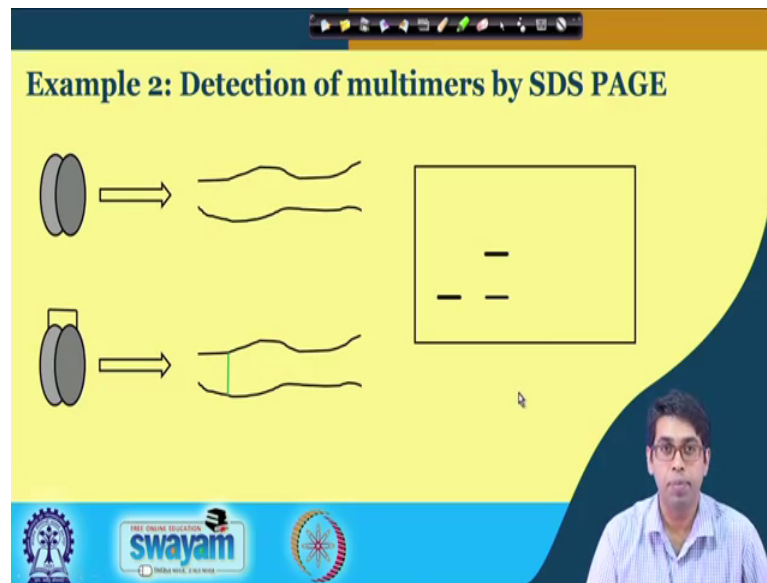 Example 2: Detection of multimers by SDS PAGE
FREE ONLINE EDUCATION
swayam